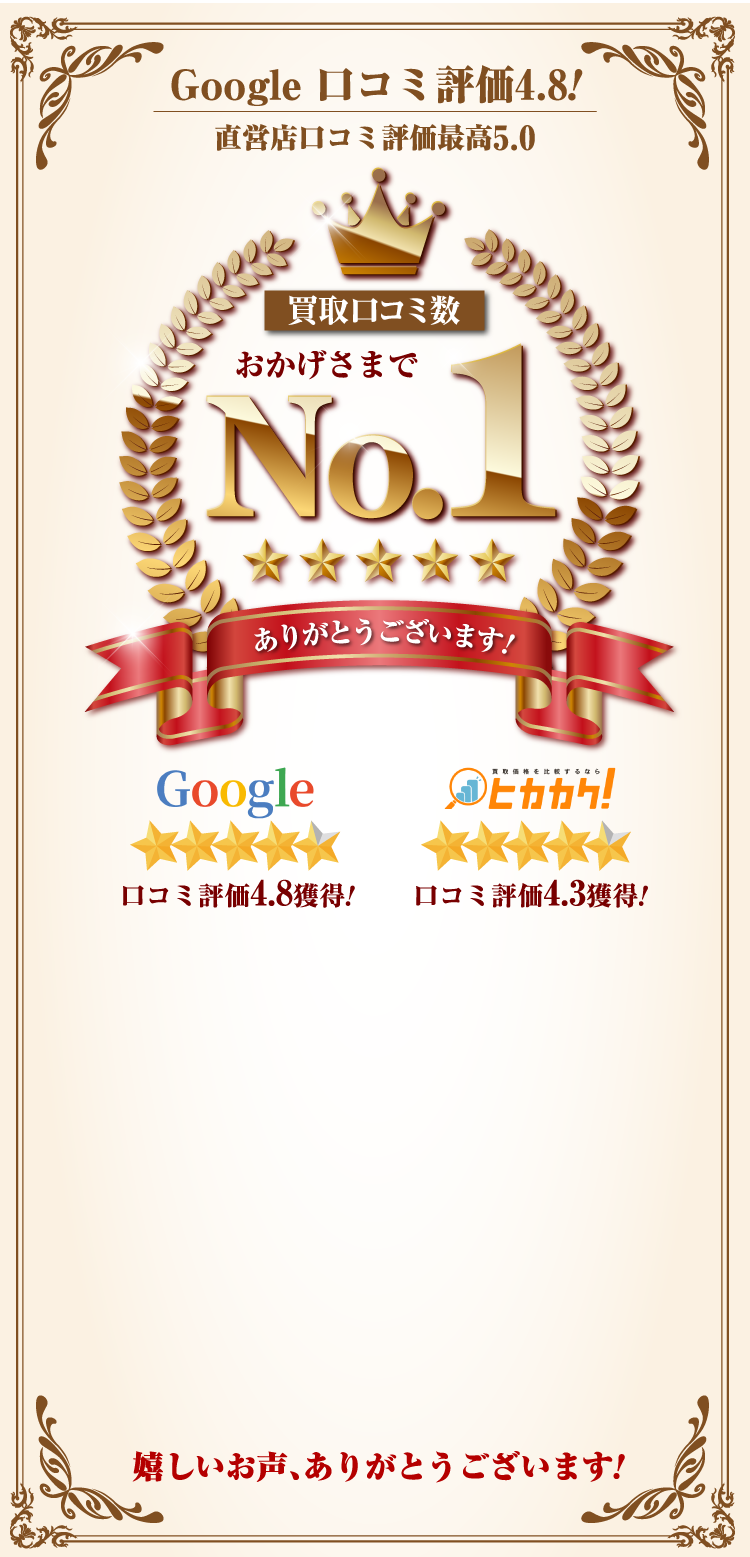 Google 口コミ評価4.8!
直営店口コミ評価最高5.0
買取口コミ数
おかげさまで
No.1
ありがとうございます!
Google
買取価格を比較するなら
ヒカカク!
口コミ評価4.8獲得!
口コミ評価4.3獲得!
嬉しいお声、ありがとうございます!